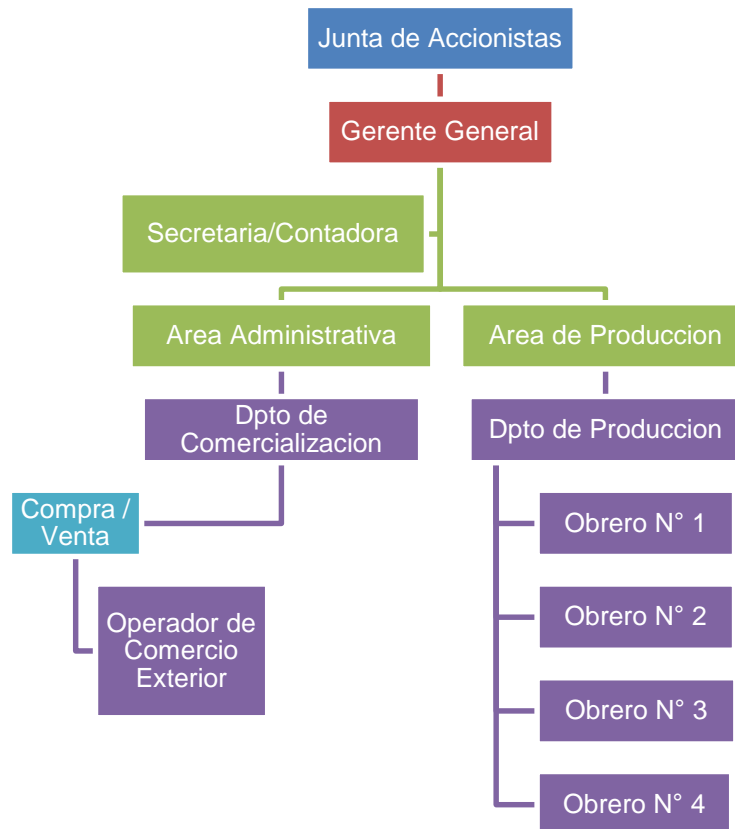 Junta de Accionistas
Gerente General
Secretaria/Contadora
Area Administrativa
Area de Produccion
Dpto de
Comercializacion
Dpto de Produccion
Compra /
Venta
Operador de
Comercio
Exterior
Obrero N° 1
Obrero N° 2
Obrero N° 3
Obrero N° 4